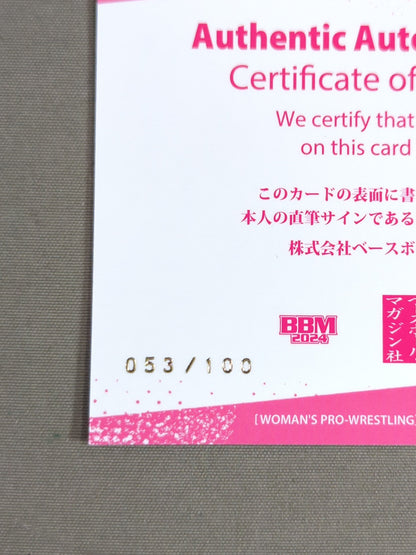 Authentic Auto
Certificate of
We certify that
on this card
このカードの表面に書
本人の直筆サインである
株式会社ベースボ
BBM
2024
マガジン社
053/100
[WOMAN'S PRO-WRESTLING]